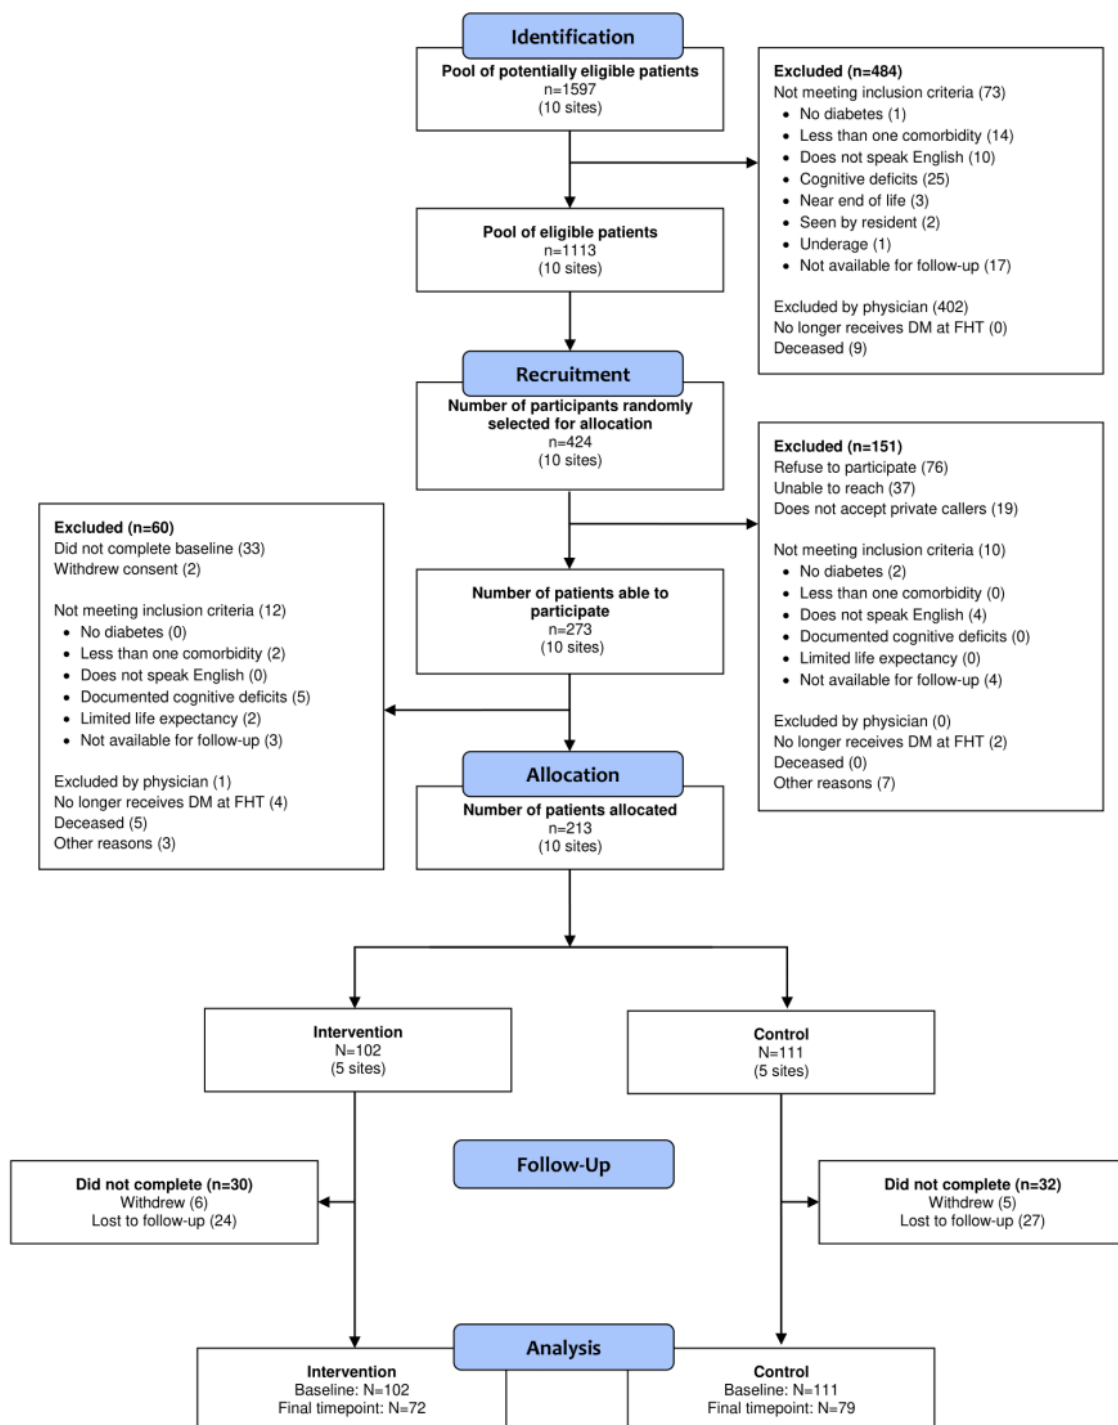 Identification
Pool of potentially eligible patients
n=1597
(10 sites)
Excluded (n=484)
Not meeting inclusion criteria (73)
• No diabetes (1)
• Less than one comorbidity (14)
• Does not speak English (10)
• Cognitive deficits (25)
• Near end of life (3)
• Seen by resident (2)
• Underage (1)
• Not available for follow-up (17)
Excluded by physician (402)
No longer receives DM at FHT (0)
Deceased (9)
Pool of eligible patients
n=1113
(10 sites)
Recruitment
Number of participants randomly
selected for allocation
n=424
(10 sites)
Excluded (n=151)
Refuse to participate (76)
Unable to reach (37)
Does not accept private callers (19)
Not meeting inclusion criteria (10)
• No diabetes (2)
• Less than one comorbidity (0)
• Does not speak English (4)
• Documented cognitive deficits (0)
• Limited life expectancy (0)
• Not available for follow-up (4)
Excluded by physician (0)
No longer receives DM at FHT (2)
Deceased (0)
Other reasons (7)
Number of patients able to
participate
n=273
(10 sites)
Excluded (n=60)
Did not complete baseline (33)
Withdrew consent (2)
Not meeting inclusion criteria (12)
• No diabetes (0)
• Less than one comorbidity (2)
• Does not speak English (0)
• Documented cognitive deficits (5)
• Limited life expectancy (2)
• Not available for follow-up (3)
Excluded by physician (1)
No longer receives DM at FHT (4)
Deceased (5)
Other reasons (3)
Allocation
Number of patients allocated
n=213
(10 sites)
Intervention
N=102
(5 sites)
Control
N=111
(5 sites)
Follow-Up
Did not complete (n=30)
Withdrew (6)
Lost to follow-up (24)
Did not complete (n=32)
Withdrew (5)
Lost to follow-up (27)
Analysis
Intervention
Baseline: N=102
Final timepoint: N=72
Control
Baseline: N=111
Final timepoint: N=79